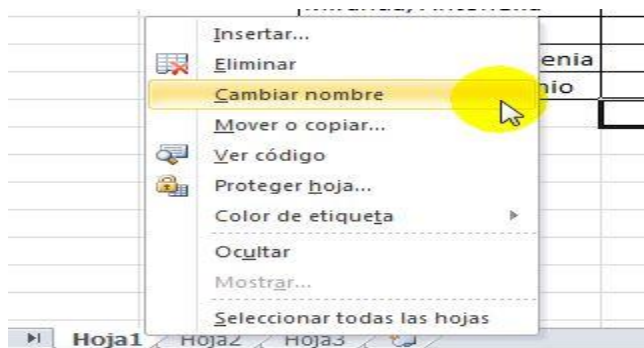 Insertar...
Eliminar
enia
Cambiar nombre
nio
Mover o copiar...
Ver código
Proteger hoja...
Color de etiqueta
Ocultar
Mostrar...
Seleccionar todas las hojas
Hoja1 Hoja2 Hoja3